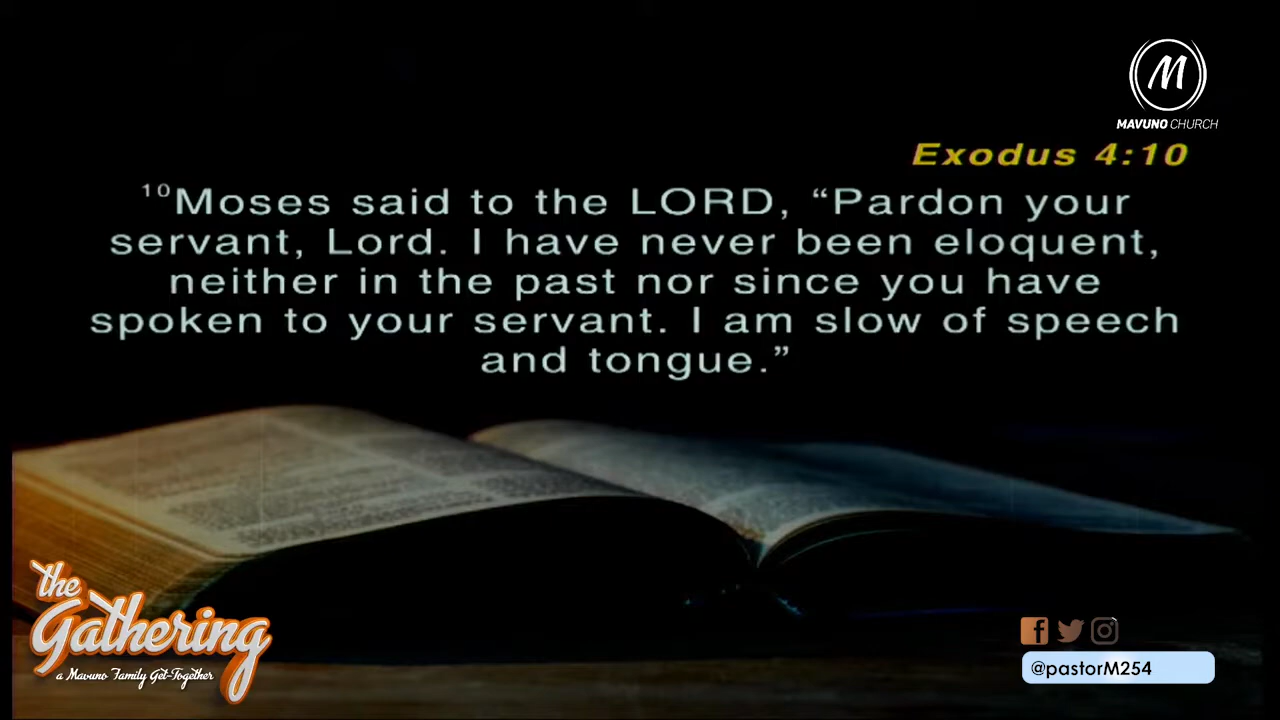 M
MAVUNO CHURCH
Exodus 4:10
10Moses said to the LORD, “Pardon your
servant, Lord. I have never been eloquent,
neither in the past nor since you have
spoken to your servant. I am slow of speech
and tongue.”
the
Gathering
a Mavuno Family Get-Together
@pastorM254